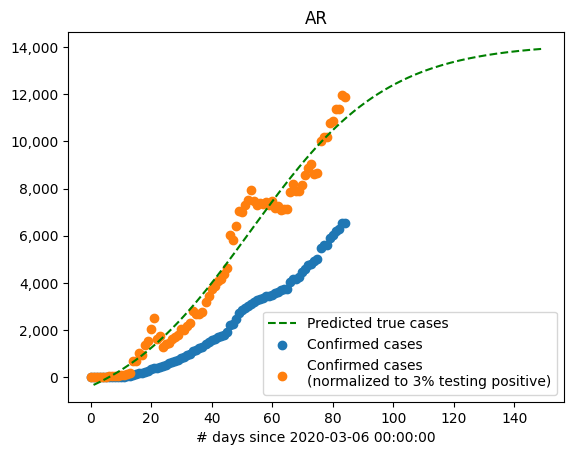 AR
14,000
12,000
10,000
8,000
6,000
4,000
2,000
0
Predicted true cases
Confirmed cases
Confirmed cases
(normalized to 3% testing positive)
0 20 40 60 80 100 120 140
# days since 2020-03-06 00:00:00